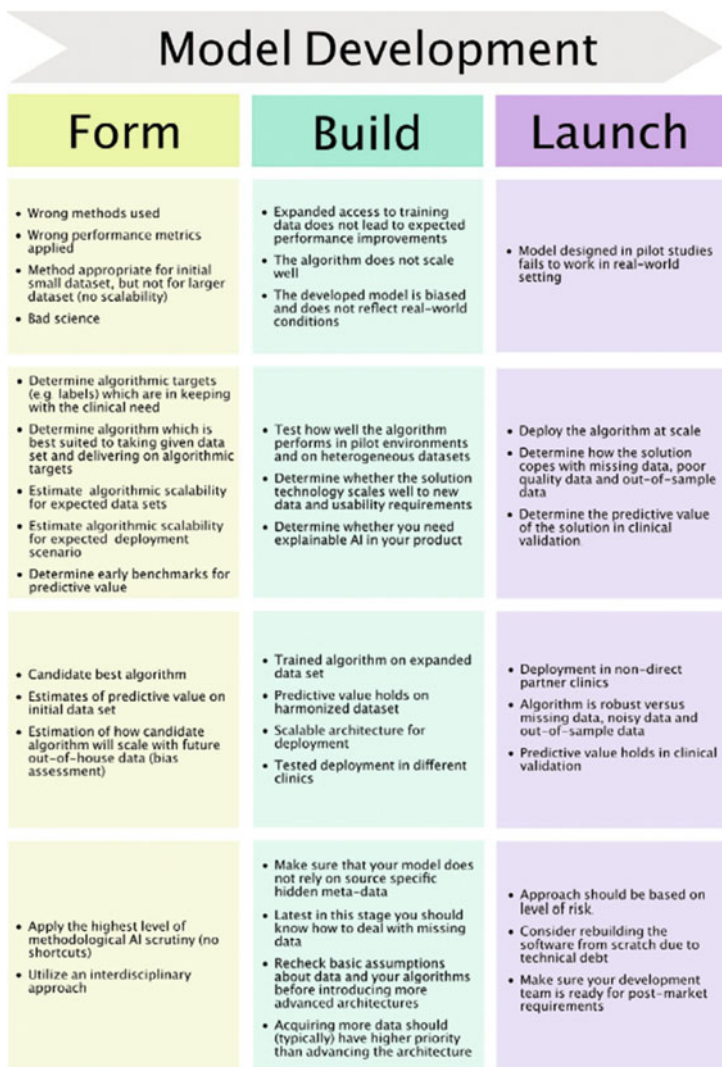 Model Development
Form
Build
Launch
• Wrong methods used
• Wrong performance metrics
applied
• Method appropriate for initial
small dataset, but not for larger
dataset (no scalability)
• Bad science
• Expanded access to training
data does not lead to expected
performance improvements
• The algorithm does not scale
well
• The developed model is biased
and does not reflect real-world
conditions
• Model designed in pilot studies
fails to work in real-world
setting
• Determine algorithmic targets
(e.g. labels) which are in keeping
with the clinical need
• Determine algorithm which is
best suited to taking given data
set and delivering on algorithmic
targets
• Estimate algorithmic scalability
for expected data sets
• Estimate algorithmic scalability
for expected deployment
scenario
• Determine early benchmarks for
predictive value
• Test how well the algorithm
performs in pilot environments
and on heterogeneous datasets
• Determine whether the solution
technology scales well to new
data and usability requirements
• Determine whether you need
explainable AI in your product
• Deploy the algorithm at scale
• Determine how the solution
copes with missing data, poor
quality data and out-of-sample
data
• Determine the predictive value
of the solution in clinical
validation.
• Candidate best algorithm
• Estimates of predictive value on
initial data set
• Estimation of how candidate
algorithm will scale with future
out-of-house data (bias
assessment)
• Trained algorithm on expanded
data set
• Predictive value holds on
harmonized dataset
• Scalable architecture for
deployment
• Tested deployment in different
clinics
• Deployment in non-direct
partner clinics
• Algorithm is robust versus
missing data, noisy data and
out-of-sample data
• Predictive value holds in clinical
validation
• Apply the highest level of
methodological AI scrutiny (no
shortcuts)
• Utilize an interdisciplinary
approach
• Make sure that your model does
not rely on source specific
hidden meta-data
• Latest in this stage you should
know how to deal with missing
data
• Recheck basic assumptions
about data and your algorithms
before introducing more
advanced architectures
• Acquiring more data should
(typically) have higher priority
than advancing the architecture
• Approach should be based on
level of risk.
• Consider rebuilding the
software from scratch due to
technical debt
• Make sure your development
team is ready for post-market
requirements